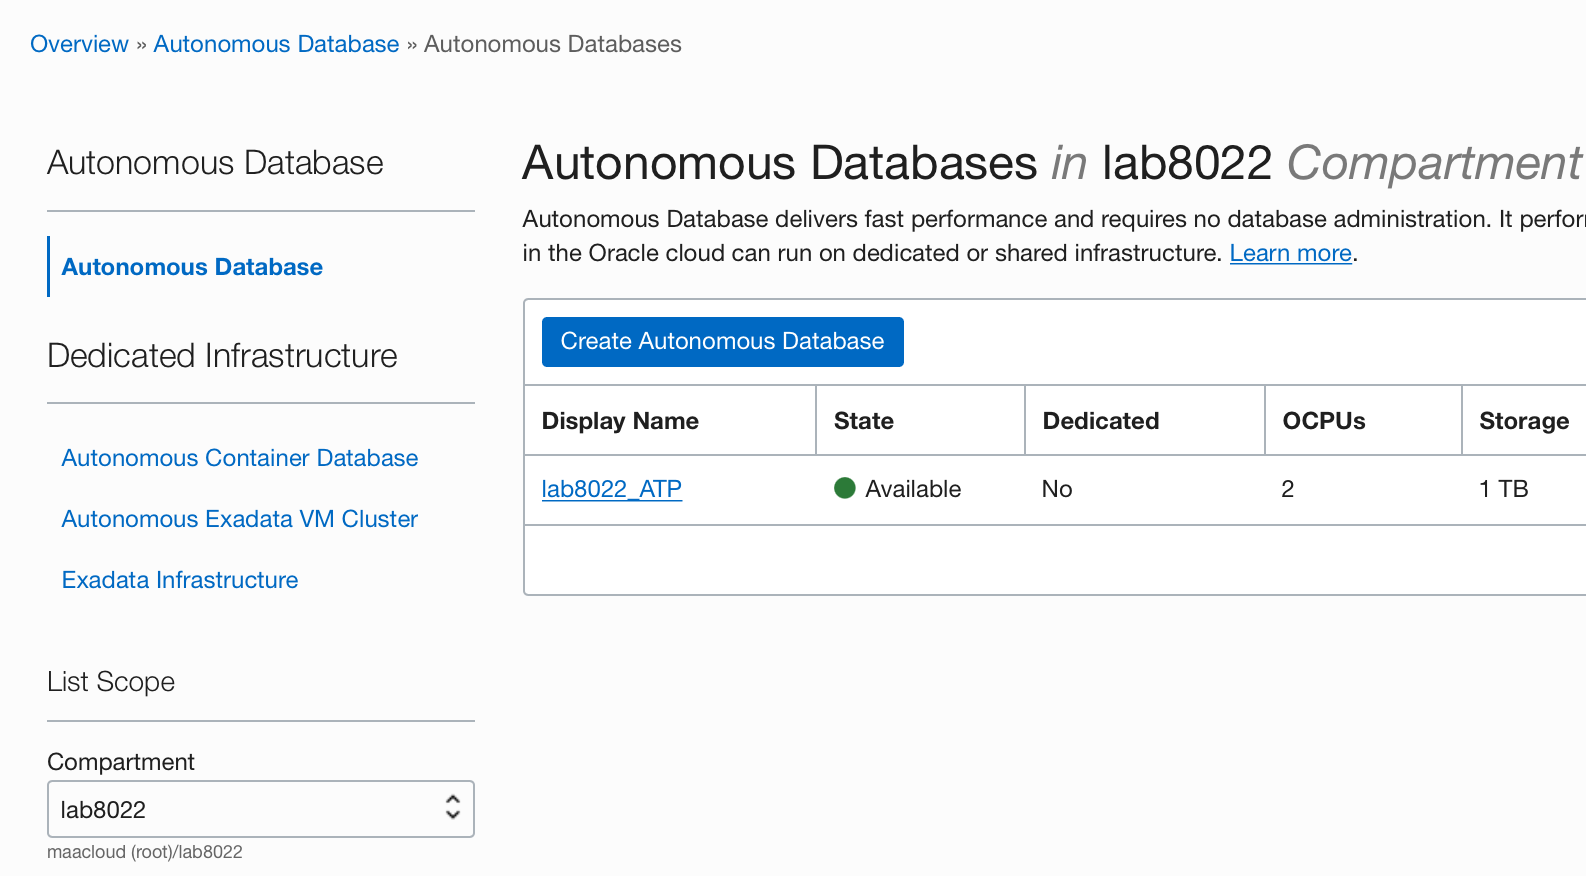 Overview » Autonomous Database » Autonomous Databases
Autonomous Database
Autonomous Database
Dedicated Infrastructure
Autonomous Container Database
Autonomous Exadata VM Cluster
Exadata Infrastructure
List Scope
Compartment
lab8022
maacloud (root)/lab8022
Autonomous Databases in lab8022 Compartment
Autonomous Database delivers fast performance and requires no database administration. It perfor
in the Oracle cloud can run on dedicated or shared infrastructure. Learn more.
Create Autonomous Database
Display Name State Dedicated OCPUs Storage
lab8022_ATP Available No 2 1 TB